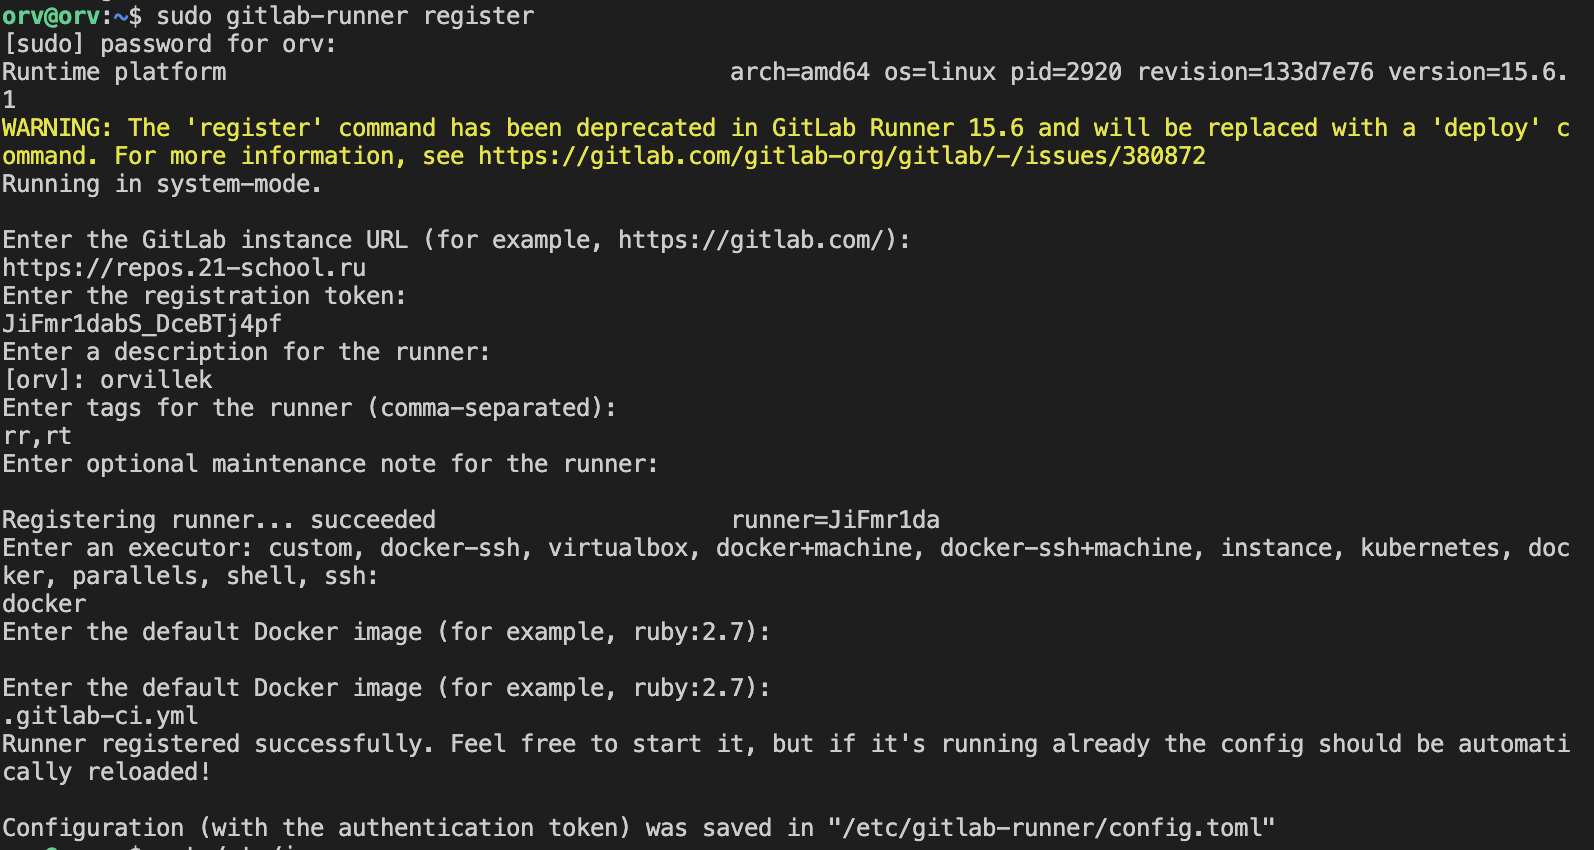 orv@orv:~$ sudo gitlab-runner register
[sudo] password for orv:
Runtime platform                                    arch=amd64 os=linux pid=2920 revision=133d7e76 version=15.6.
1
WARNING: The 'register' command has been deprecated in GitLab Runner 15.6 and will be replaced with a 'deploy' c
ommand. For more information, see https://gitlab.com/gitlab-org/gitlab/-/issues/380872
Running in system-mode.
Enter the GitLab instance URL (for example, https://gitlab.com/):
https://repos.21-school.ru
Enter the registration token:
JiFmr1dabS_DceBTj4pf
Enter a description for the runner:
[orv]: orvillek
Enter tags for the runner (comma-separated):
rr,rt
Enter optional maintenance note for the runner:
Registering runner... succeeded                     runner=JiFmr1da
Enter an executor: custom, docker-ssh, virtualbox, docker+machine, docker-ssh+machine, instance, kubernetes, doc
ker, parallels, shell, ssh:
docker
Enter the default Docker image (for example, ruby:2.7):
Enter the default Docker image (for example, ruby:2.7):
.gitlab-ci.yml
Runner registered successfully. Feel free to start it, but if it's running already the config should be automati
cally reloaded!
Configuration (with the authentication token) was saved in "/etc/gitlab-runner/config.toml"